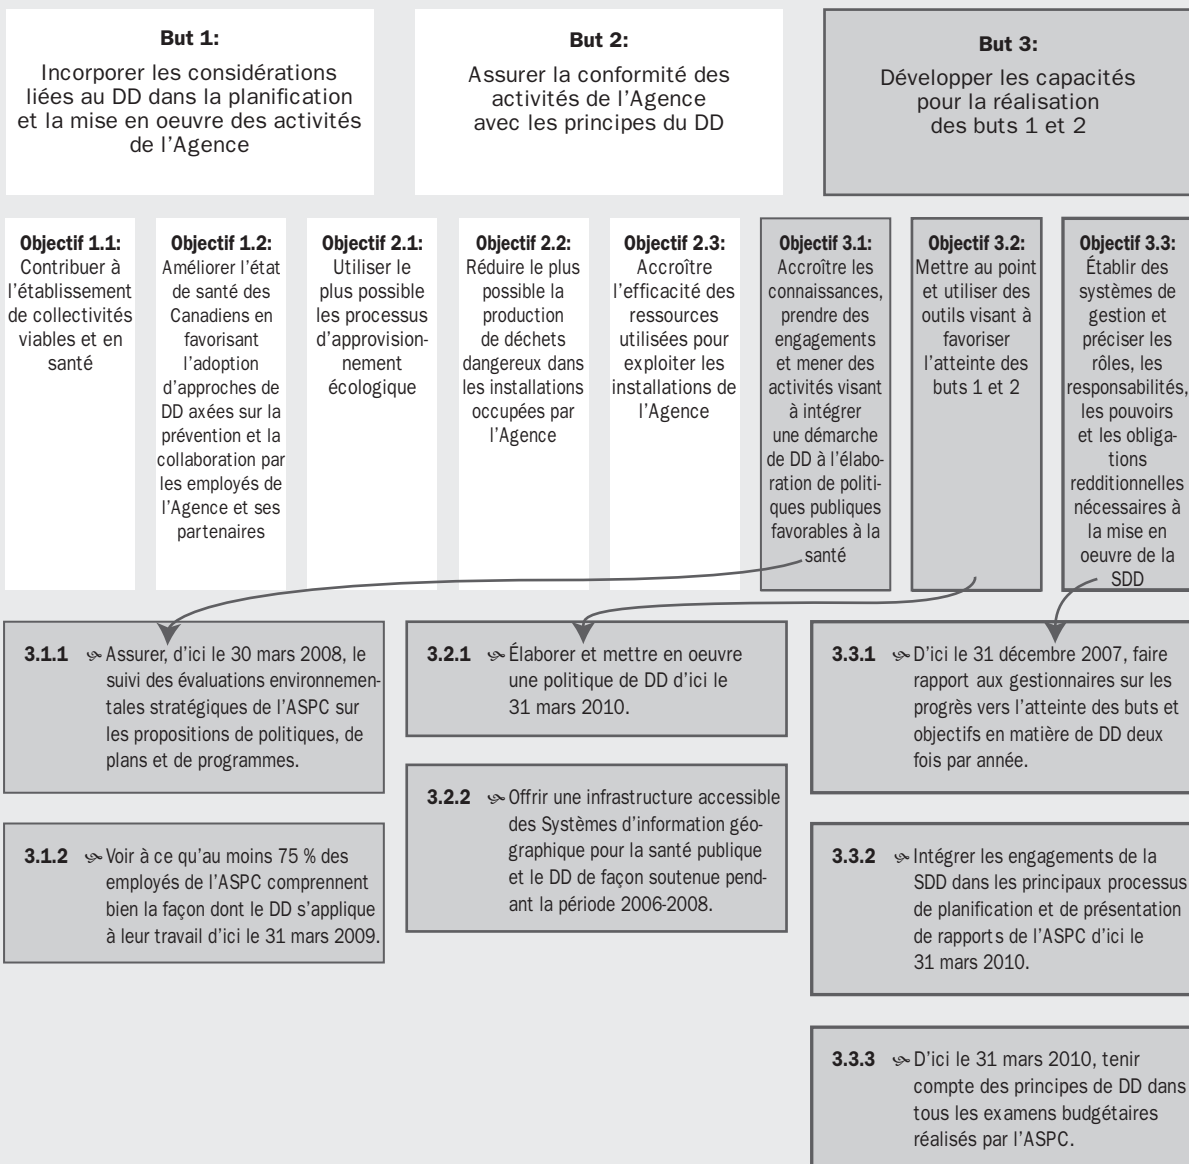 But 1:
Incorporer les considérations
liées au DD dans la planification
et la mise en oeuvre des activités
de l'Agence
But 2:
Assurer la conformité des
activités de l'Agence
avec les principes du DD
But 3:
Développer les capacités
pour la réalisation
des buts 1 et 2
Objectif 1.1:
Contribuer à
l'établissement
de collectivités
viables et en
santé
Objectif 1.2:
Améliorer l'état
de santé des
Canadiens en
favorisant
l'adoption
d'approches de
DD axées sur la
prévention et la
collaboration par
les employés de
l'Agence et ses
partenaires
Objectif 2.1:
Utiliser le
plus possible
les processus
d'approvision-
nement
écologique
Objectif 2.2:
Réduire le plus
possible la
production
de déchets
dangereux dans
les installations
occupées par
l'Agence
Objectif 2.3:
Accroître
l'efficacité des
ressources
utilisées pour
exploiter les
installations de
l'Agence
Objectif 3.1:
Accroître les
connaissances,
prendre des
engagements
et mener des
activités visant
à intégrer
une démarche
de DD à l'élabo-
ration de politi-
ques publiques
favorables à la
santé
Objectif 3.2:
Mettre au point
et utiliser des
outils visant à
favoriser
l'atteinte des
buts 1 et 2
Objectif 3.3:
Établir des
systèmes de
gestion et
préciser les
rôles, les
responsabilités,
les pouvoirs
et les obliga-
tions
redditionnelles
nécessaires à
la mise en
oeuvre de la
SDD
3.1.1 Assurer, d'ici le 30 mars 2008, le
suivi des évaluations environnemen-
tales stratégiques de l'ASPC sur
les propositions de politiques, de
plans et de programmes.
3.1.2 Voir à ce qu'au moins 75 % des
employés de l'ASPC comprennent
bien la façon dont le DD s'applique
à leur travail d'ici le 31 mars 2009.
3.2.1 Élaborer et mettre en oeuvre
une politique de DD d'ici le
31 mars 2010.
3.2.2 Offrir une infrastructure accessible
des Systèmes d'information géo-
graphique pour la santé publique
et le DD de façon soutenue pend-
ant la période 2006-2008.
3.3.1 D'ici le 31 décembre 2007, faire
rapport aux gestionnaires sur les
progrès vers l'atteinte des buts et
objectifs en matière de DD deux
fois par année.
3.3.2 Intégrer les engagements de la
SDD dans les principaux processus
de planification et de présentation
de rapports de l'ASPC d'ici le
31 mars 2010.
3.3.3 D'ici le 31 mars 2010, tenir
compte des principes de DD dans
tous les examens budgétaires
réalisés par l'ASPC.